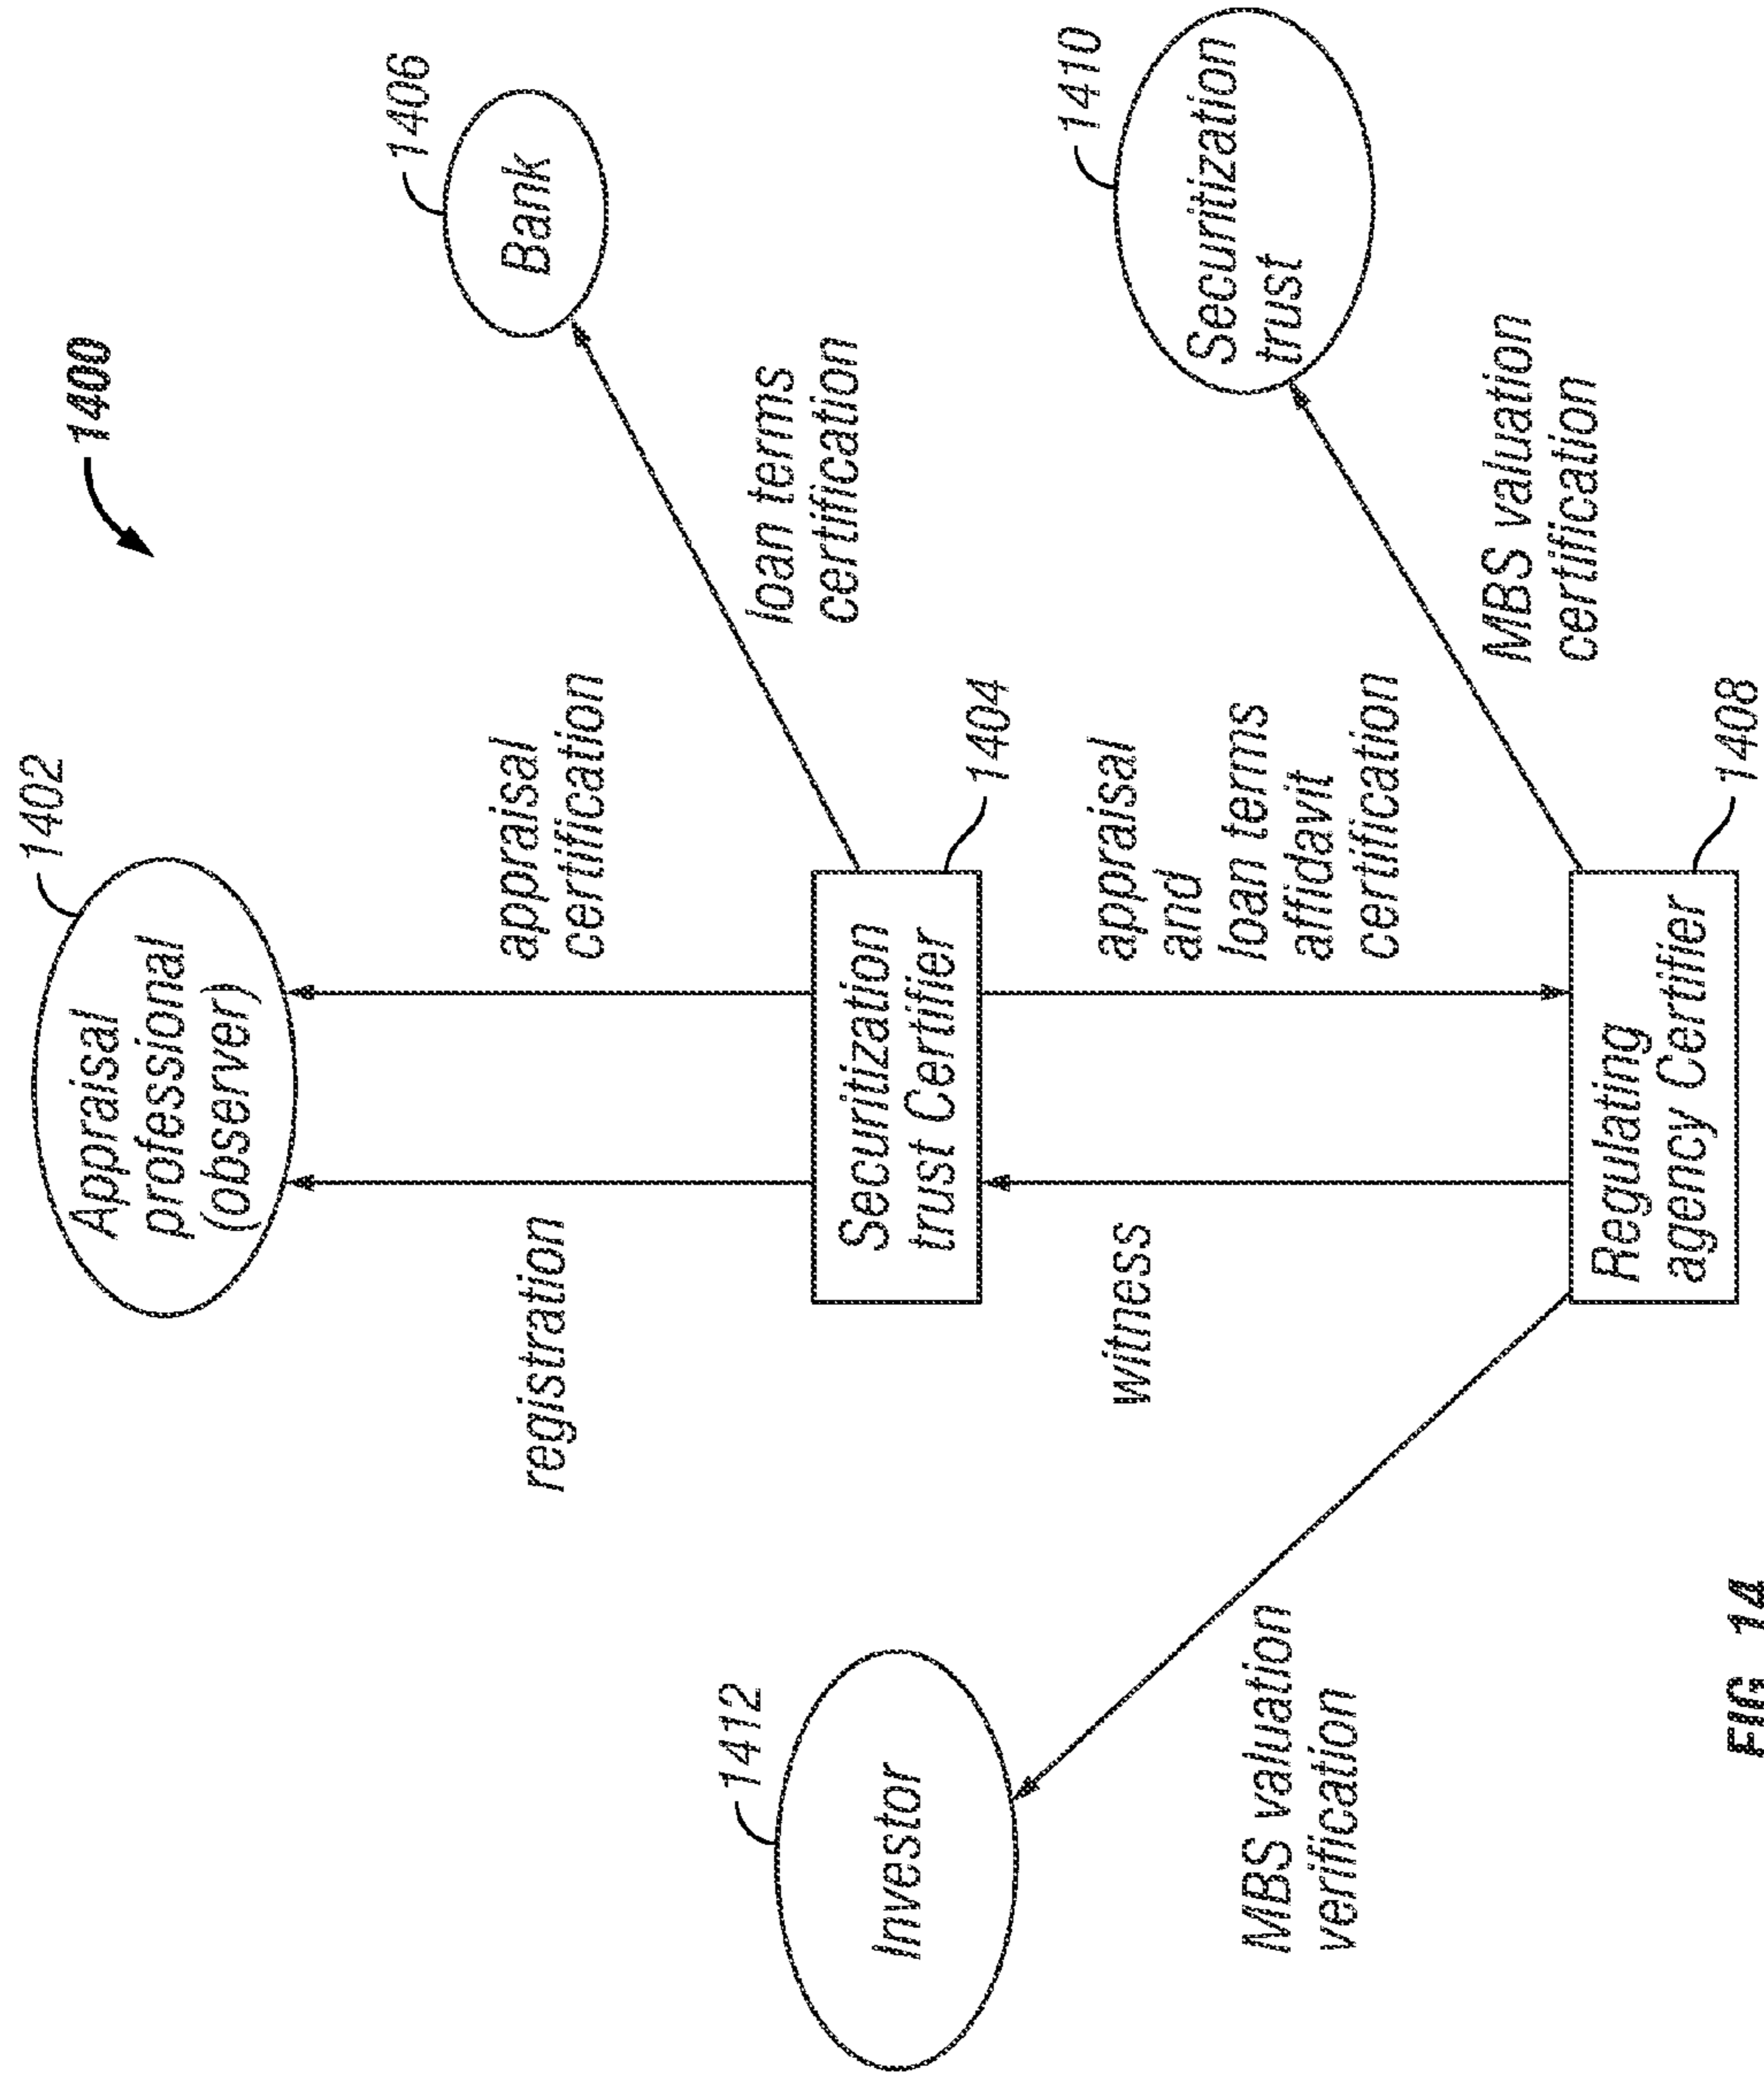 1402
1400
Appraisal
professional
(observer)
1406
Bank
registration
appraisal
certification
1412
loan terms
certification
Investor
Securitization
trust Certifier
1404
1410
witness
appraisal
and
loan terms
affidavit
certification
Securitization
trust
MBS valuation
verification
MBS valuation
certification
Regulating
agency Certifier
1408
FIG. 14